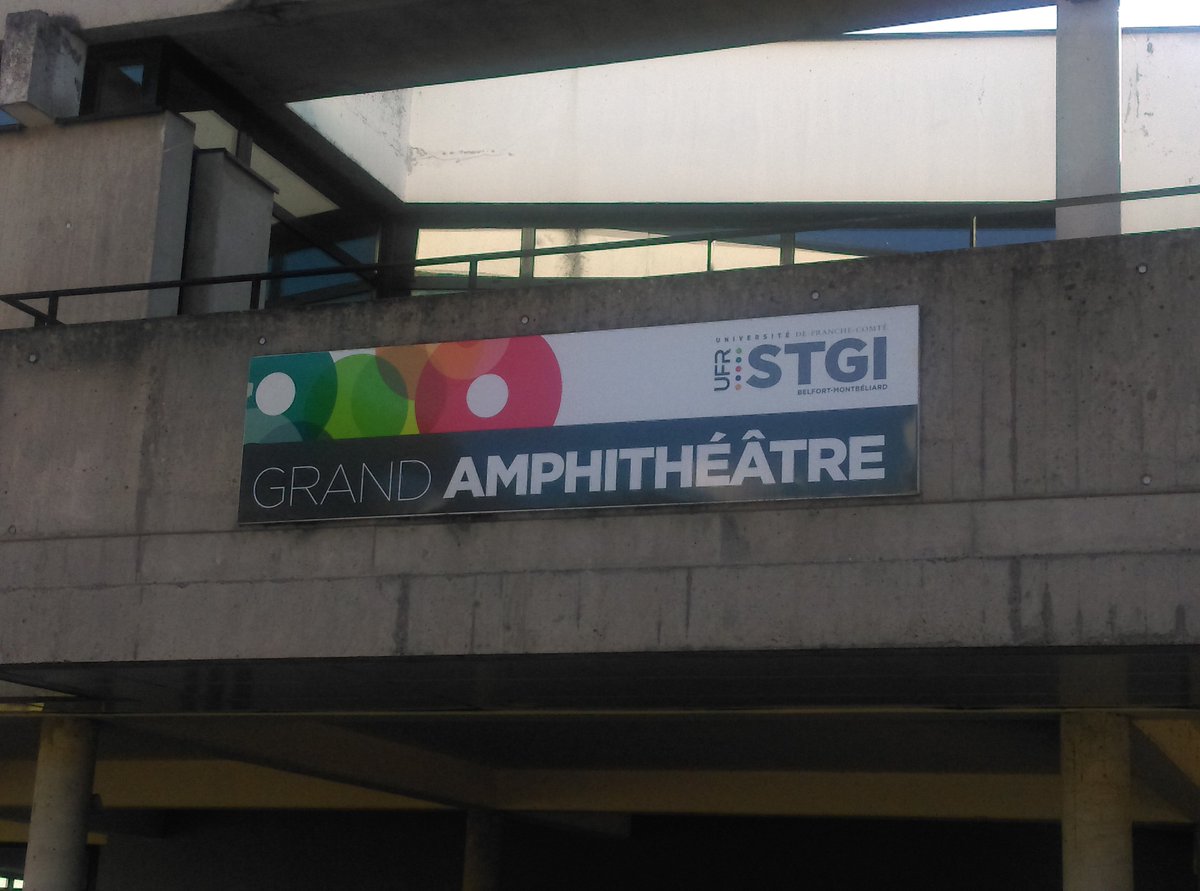 UNIVERSITÉ DE FRANCHE-COMTÉ
UFR STGI
BELFORT-MONTBÉLIARD
GRAND AMPHITHÉÂTRE